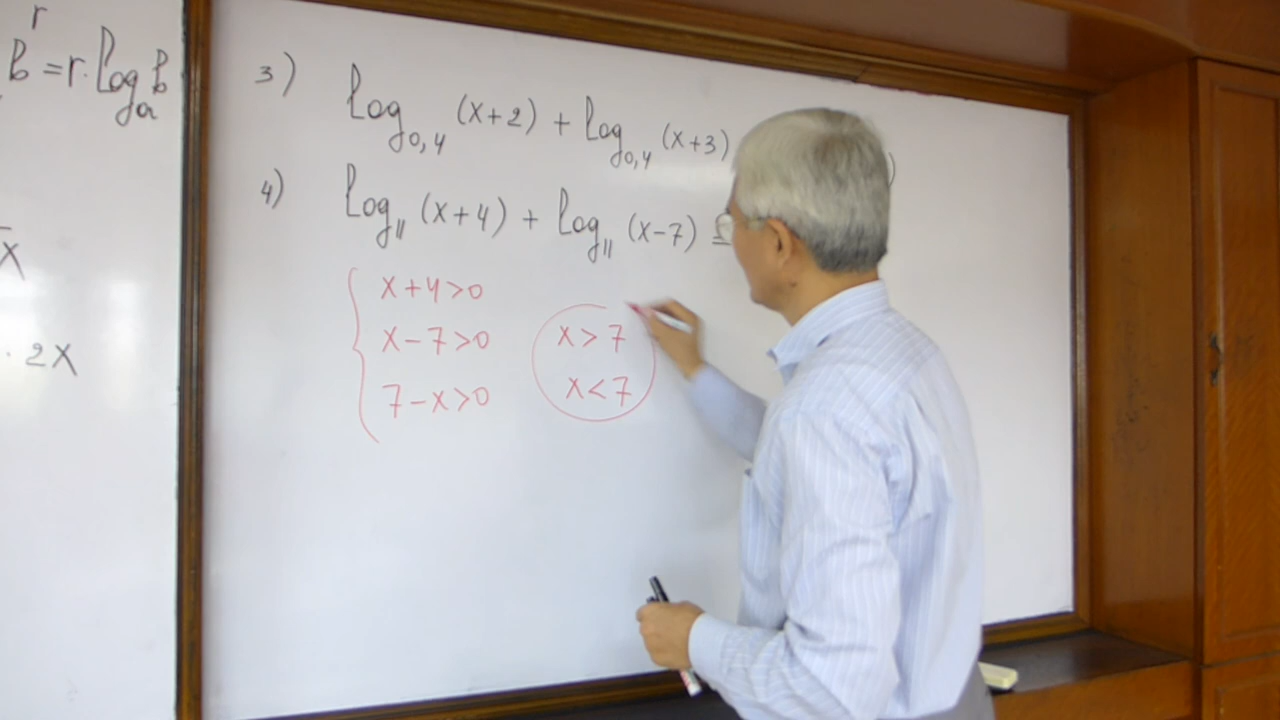 r
b = r. log_a b
x
. 2x
3) log_0,4 (x+2) + log_0,4 (x+3) )
4) log_11 (x+4) + log_11 (x-7) =
x+4>0
x-7>0 x>7
7-x>0 x<7